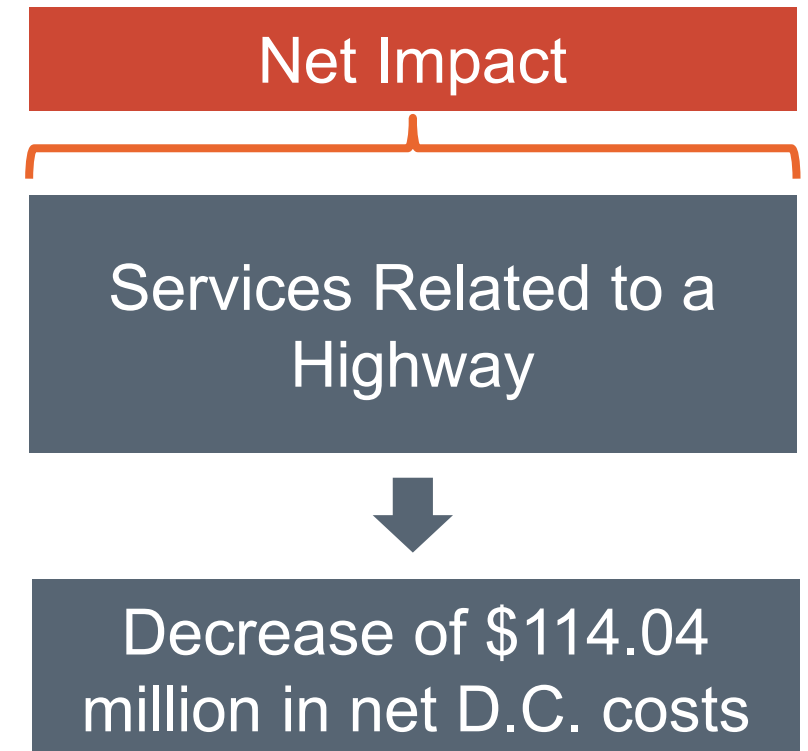 Net Impact
Services Related to a
Highway
Decrease of $114.04
million in net D.C. costs